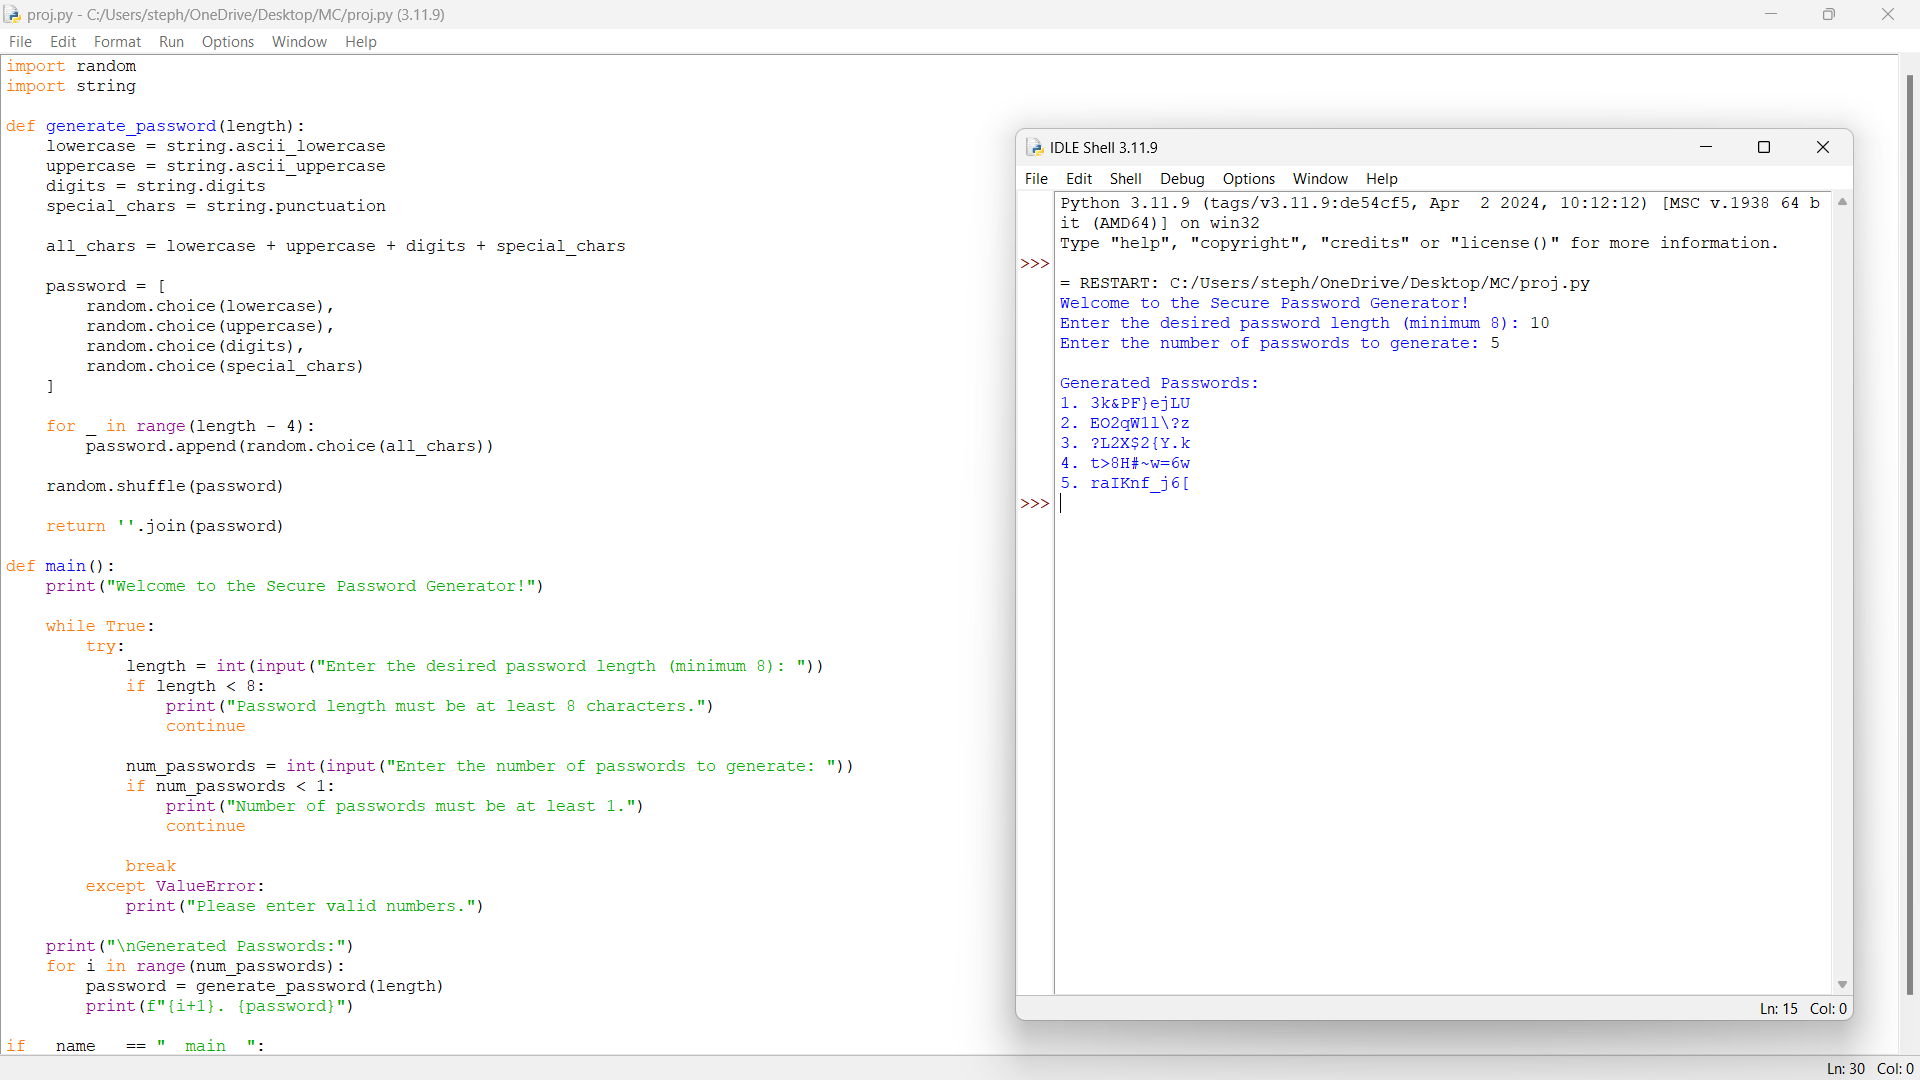 proj.py - C:/Users/steph/OneDrive/Desktop/MC/proj.py (3.11.9)
File Edit Format Run Options Window Help
import random
import string
def generate_password(length):
    lowercase = string.ascii_lowercase
    uppercase = string.ascii_uppercase
    digits = string.digits
    special_chars = string.punctuation
    all_chars = lowercase + uppercase + digits + special_chars
    password = [
        random.choice(lowercase),
        random.choice(uppercase),
        random.choice(digits),
        random.choice(special_chars)
    ]
    for _ in range(length - 4):
        password.append(random.choice(all_chars))
    random.shuffle(password)
    return ''.join(password)
def main():
    print("Welcome to the Secure Password Generator!")
    while True:
        try:
            length = int(input("Enter the desired password length (minimum 8): "))
            if length < 8:
                print("Password length must be at least 8 characters.")
                continue
            num_passwords = int(input("Enter the number of passwords to generate: "))
            if num_passwords < 1:
                print("Number of passwords must be at least 1.")
                continue
            break
        except ValueError:
            print("Please enter valid numbers.")
    print("\nGenerated Passwords:")
    for i in range(num_passwords):
        password = generate_password(length)
        print(f"{i+1}. {password}")
if __name__ == "__main__":
Ln: 30 Col: 0
IDLE Shell 3.11.9
File Edit Shell Debug Options Window Help
Python 3.11.9 (tags/v3.11.9:de54cf5, Apr  2 2024, 10:12:12) [MSC v.1938 64 b
it (AMD64)] on win32
Type "help", "copyright", "credits" or "license()" for more information.
>>>
= RESTART: C:/Users/steph/OneDrive/Desktop/MC/proj.py
Welcome to the Secure Password Generator!
Enter the desired password length (minimum 8): 10
Enter the number of passwords to generate: 5
Generated Passwords:
1. 3k&PF}ejLU
2. EO2qW1l\?z
3. ?L2X$2{Y.k
4. t>8H#~w=6w
5. raIKnf_j6[
>>>
Ln: 15 Col: 0